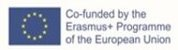 Co-funded by the
Erasmus+ Programme
of the European Union